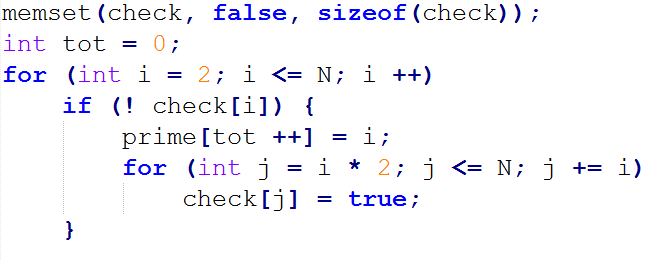 memset(check, false, sizeof(check));
int tot = 0;
for (int i = 2; i <= N; i ++)
    if (! check[i]) {
        prime[tot ++] = i;
        for (int j = i * 2; j <= N; j += i)
            check[j] = true;
    }